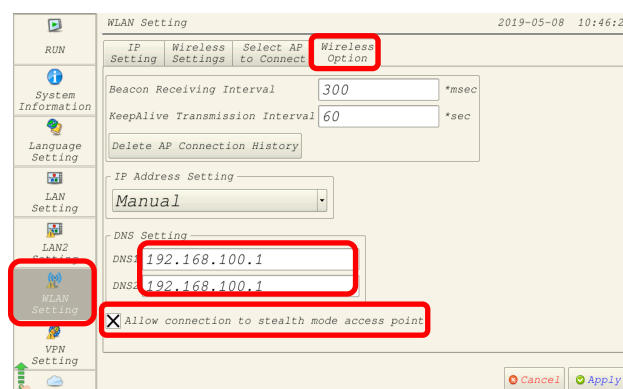 WLAN Setting
2019-05-08 10:46:2
RUN
System
Information
Language
Setting
LAN
Setting
LAN2
Setting
WLAN
Setting
VPN
Setting
IP
Setting
Wireless
Settings
Select AP
to Connect
Wireless
Option
Beacon Receiving Interval 300 *msec
KeepAlive Transmission Interval 60 *sec
Delete AP Connection History
IP Address Setting
Manual
DNS Setting
DNS1 192.168.100.1
DNS2 192.168.100.1
Allow connection to stealth mode access point
Cancel Apply